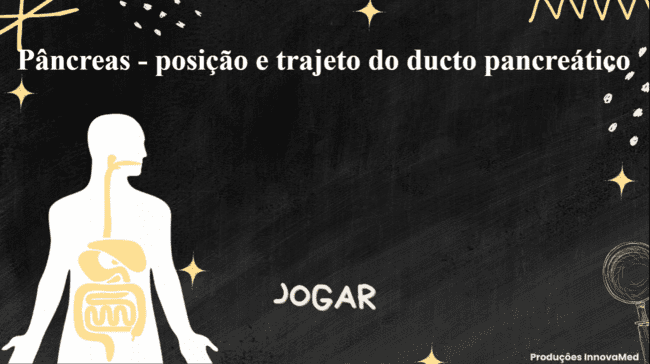 Pâncreas - posição e trajeto do ducto pancreático
JOGAR
Produções InnovaMed